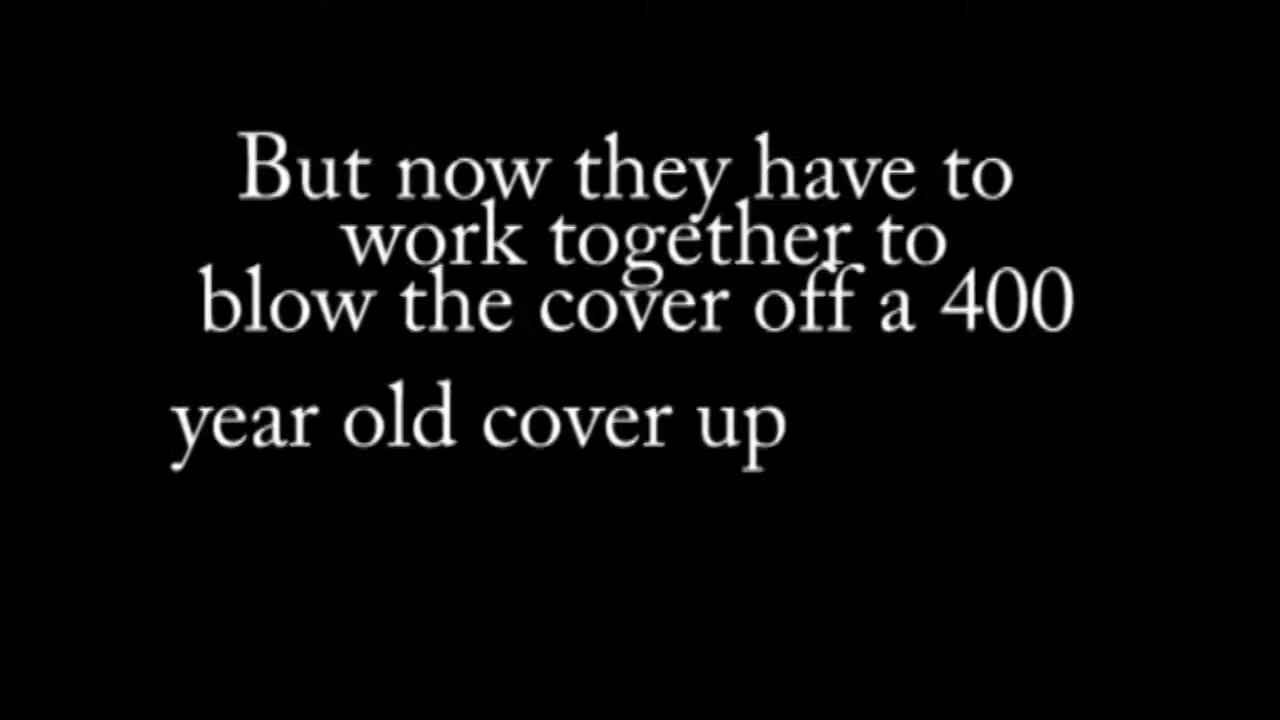 But now they have to
work together to
blow the cover off a 400
year old cover up